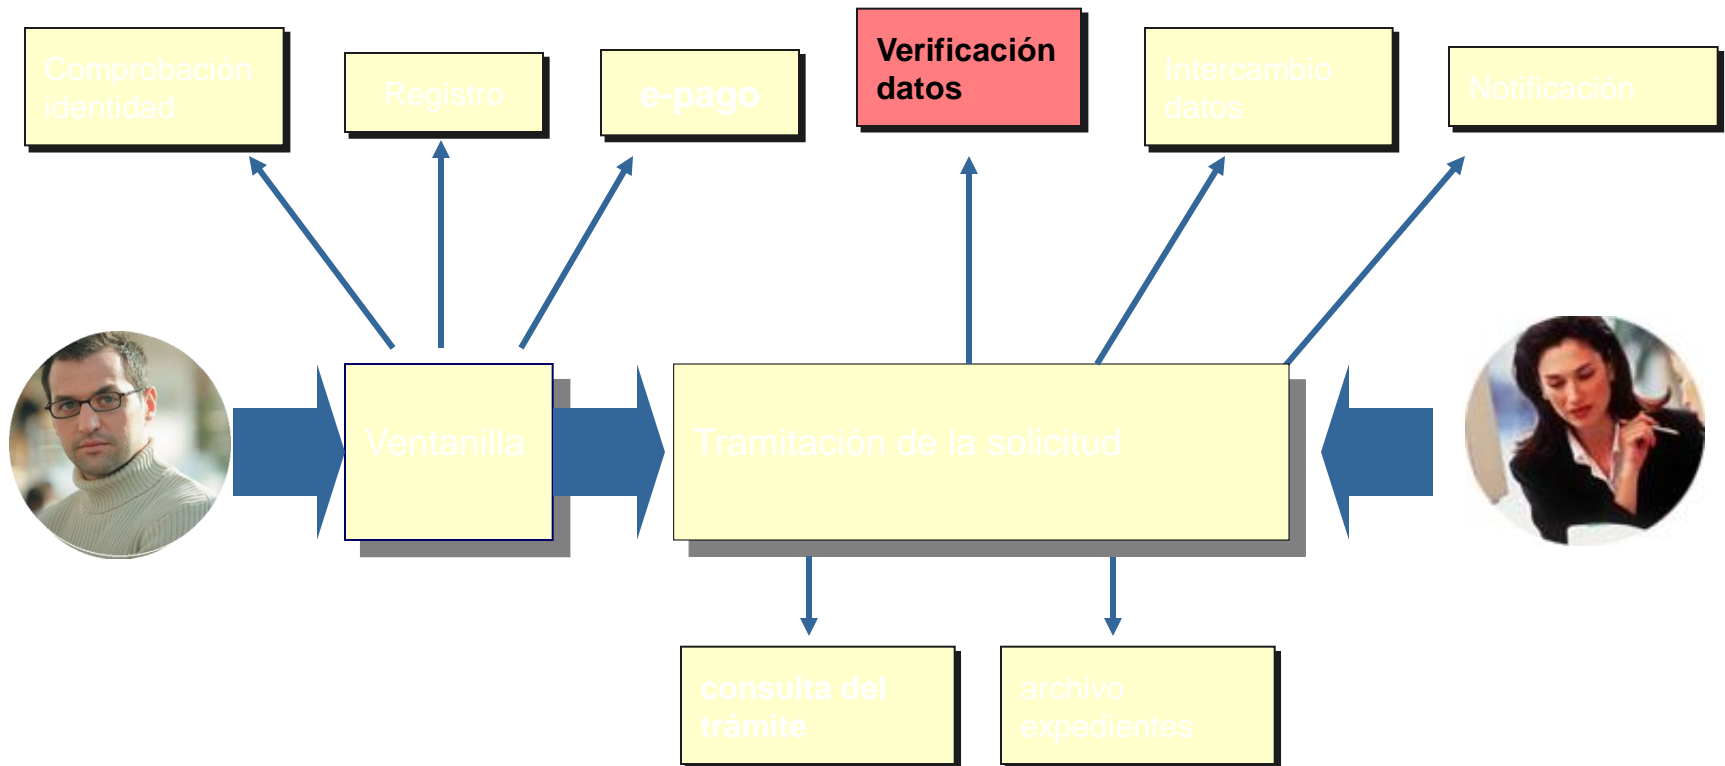 Comprobación
identidad
Registro
e-pago
Verificación
datos
Intercambio
datos
Notificación
Ventanilla
Tramitación de la solicitud
consulta del
trámite
archivo
expedientes